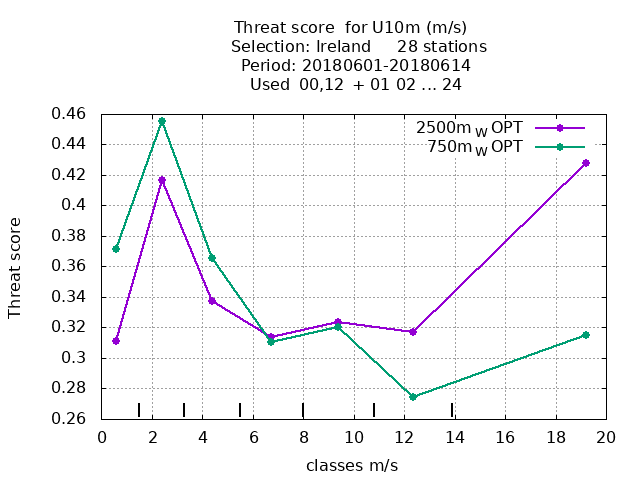 Threat score for U10m (m/s)
Selection: Ireland 28 stations
Period: 20180601-20180614
Used 00,12 + 01 02 ... 24
2500m W OPT
750m W OPT
Threat score
0.46
0.44
0.42
0.4
0.38
0.36
0.34
0.32
0.3
0.28
0.26
0 2 4 6 8 10 12 14 16 18 20
classes m/s